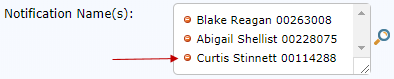 Notification Name(s):
Blake Reagan 00263008
Abigail Shellist 00228075
Curtis Stinnett 00114288